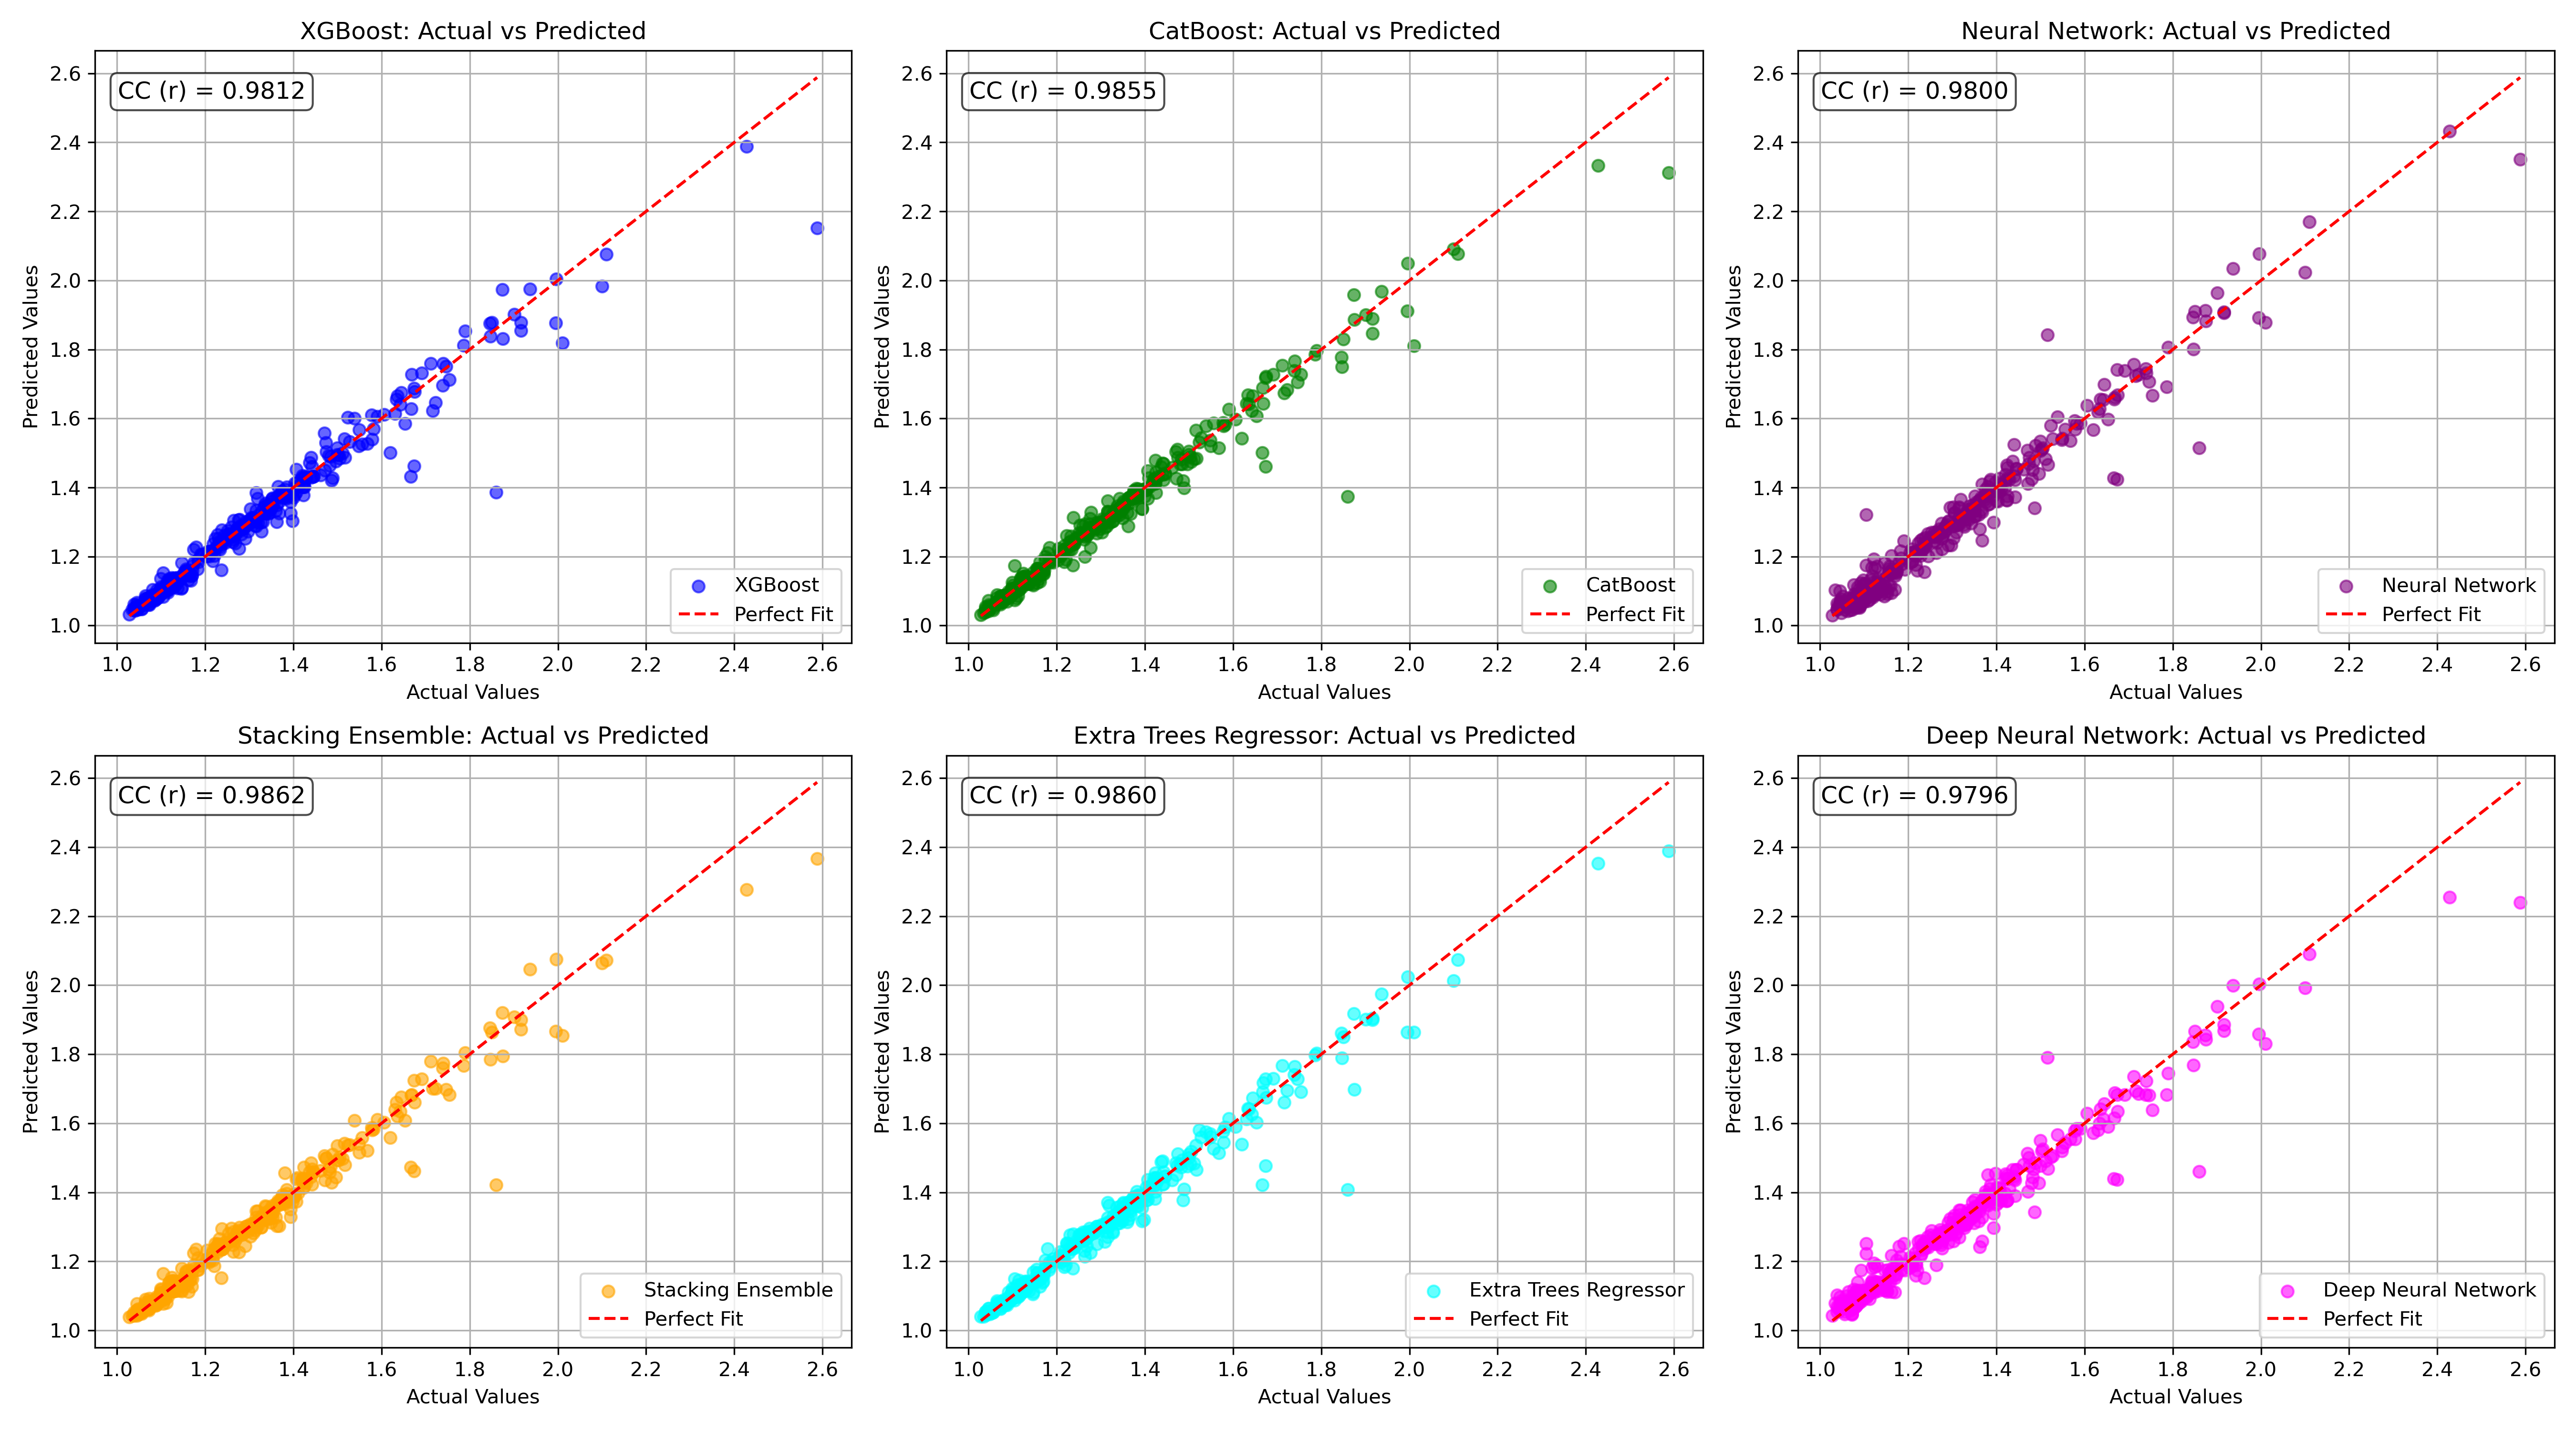 XGBoost: Actual vs Predicted
CC (r) = 0.9812
Predicted Values
2.6
2.4
2.2
2.0
1.8
1.6
1.4
1.2
1.0
XGBoost
Perfect Fit
1.0 1.2 1.4 1.6 1.8 2.0 2.2 2.4 2.6
Actual Values
CatBoost: Actual vs Predicted
CC (r) = 0.9855
Predicted Values
2.6
2.4
2.2
2.0
1.8
1.6
1.4
1.2
1.0
CatBoost
Perfect Fit
1.0 1.2 1.4 1.6 1.8 2.0 2.2 2.4 2.6
Actual Values
Neural Network: Actual vs Predicted
CC (r) = 0.9800
Predicted Values
2.6
2.4
2.2
2.0
1.8
1.6
1.4
1.2
1.0
Neural Network
Perfect Fit
1.0 1.2 1.4 1.6 1.8 2.0 2.2 2.4 2.6
Actual Values
Stacking Ensemble: Actual vs Predicted
CC (r) = 0.9862
Predicted Values
2.6
2.4
2.2
2.0
1.8
1.6
1.4
1.2
1.0
Stacking Ensemble
Perfect Fit
1.0 1.2 1.4 1.6 1.8 2.0 2.2 2.4 2.6
Actual Values
Extra Trees Regressor: Actual vs Predicted
CC (r) = 0.9860
Predicted Values
2.6
2.4
2.2
2.0
1.8
1.6
1.4
1.2
1.0
Extra Trees Regressor
Perfect Fit
1.0 1.2 1.4 1.6 1.8 2.0 2.2 2.4 2.6
Actual Values
Deep Neural Network: Actual vs Predicted
CC (r) = 0.9796
Predicted Values
2.6
2.4
2.2
2.0
1.8
1.6
1.4
1.2
1.0
Deep Neural Network
Perfect Fit
1.0 1.2 1.4 1.6 1.8 2.0 2.2 2.4 2.6
Actual Values